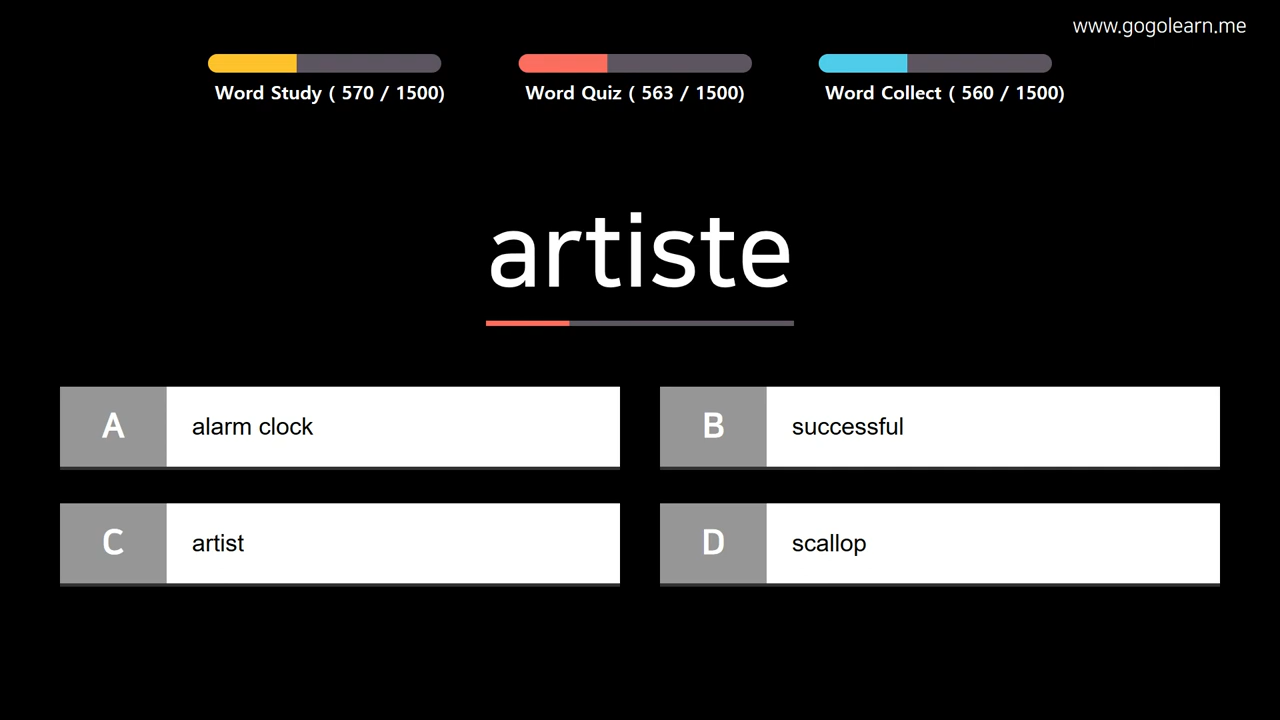 www.gogolearn.me
Word Study ( 570 / 1500)
Word Quiz ( 563 / 1500)
Word Collect ( 560 / 1500)
artiste
A alarm clock
B successful
C artist
D scallop